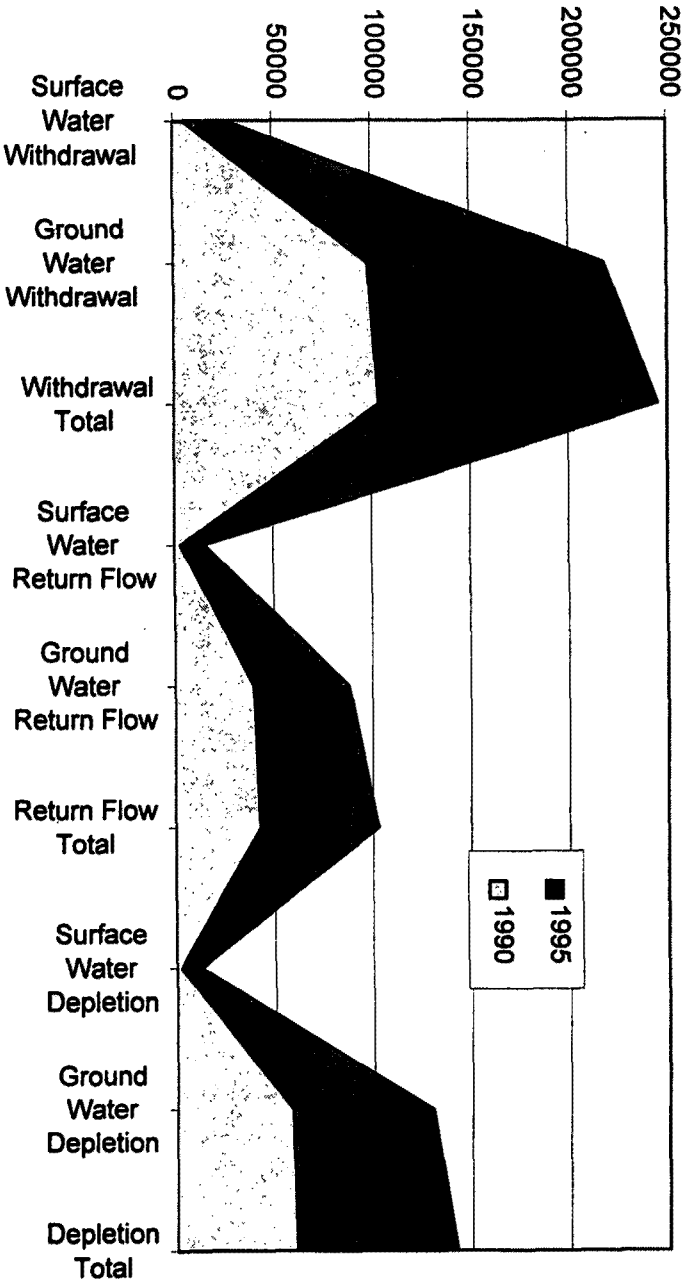 250000
200000
150000
100000
50000
0
1995
1990
Surface
Water
Withdrawal
Ground
Water
Withdrawal
Withdrawal
Total
Surface
Water
Return Flow
Ground
Water
Return Flow
Return Flow
Total
Surface
Water
Depletion
Ground
Water
Depletion
Depletion
Total